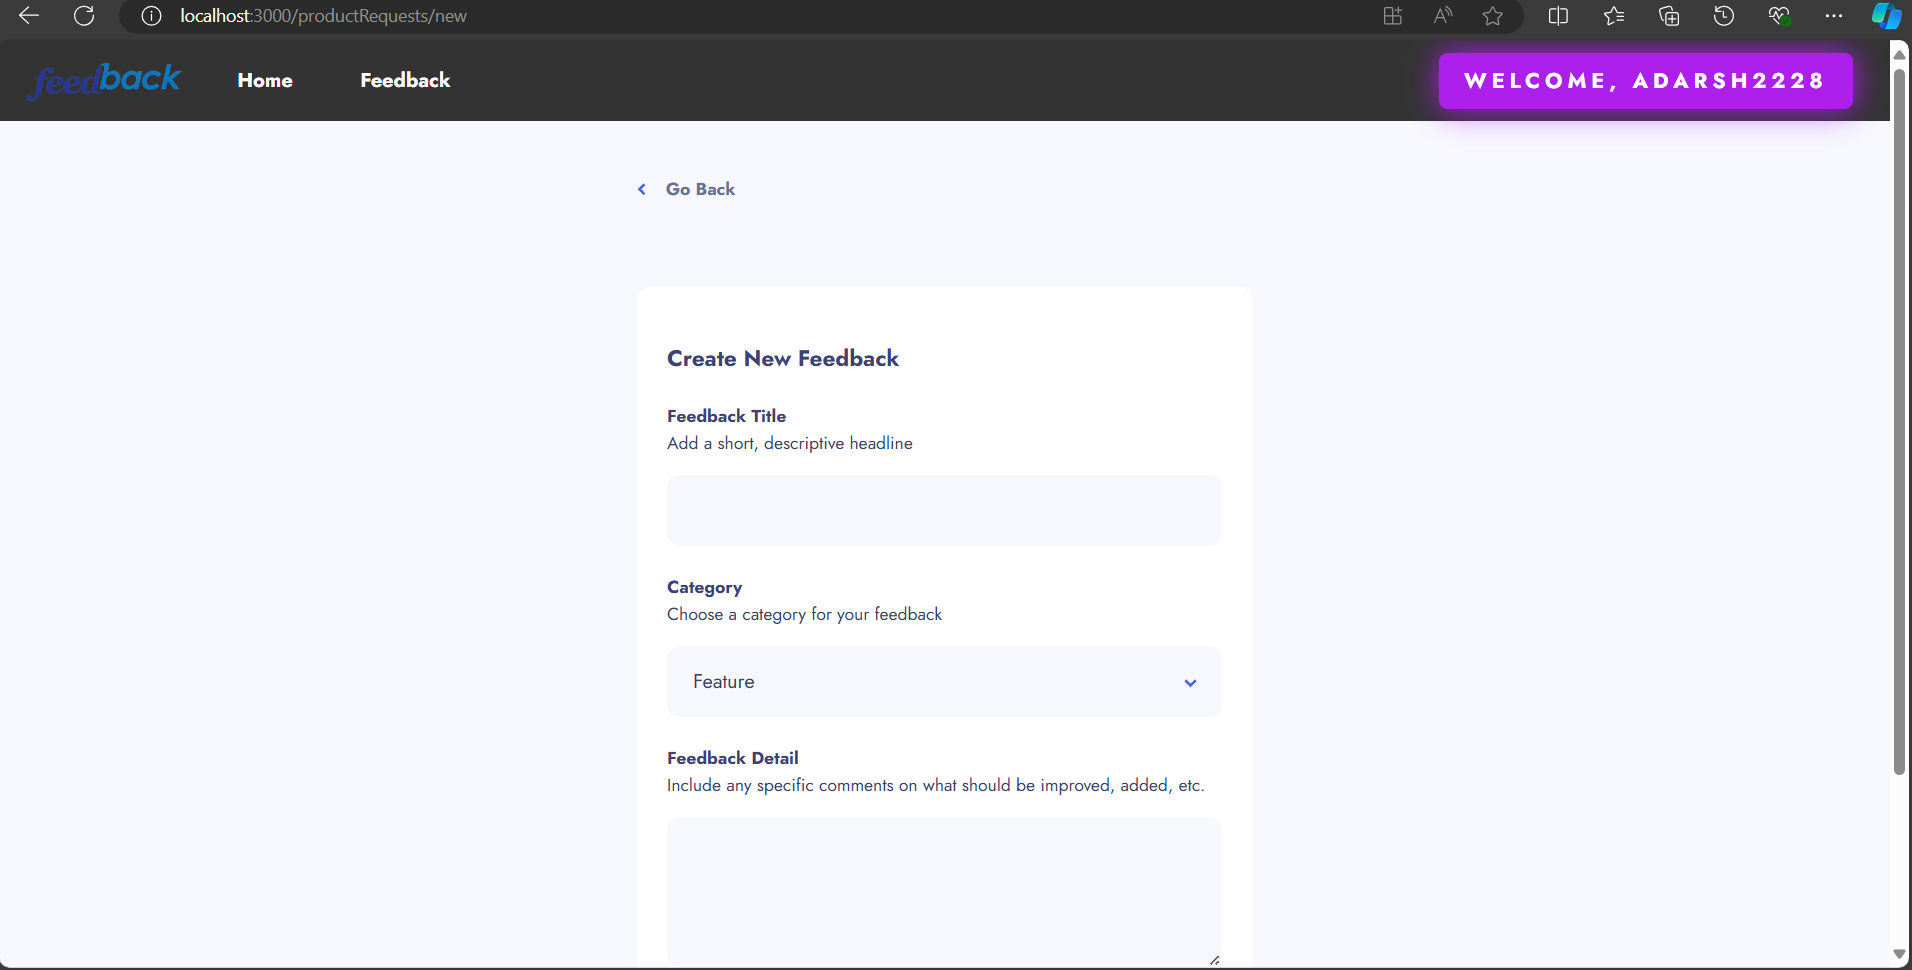 localhost:3000/productRequests/new
feedback Home Feedback WELCOME, ADARSH2228
Go Back
Create New Feedback
Feedback Title
Add a short, descriptive headline
Category
Choose a category for your feedback
Feature
Feedback Detail
Include any specific comments on what should be improved, added, etc.